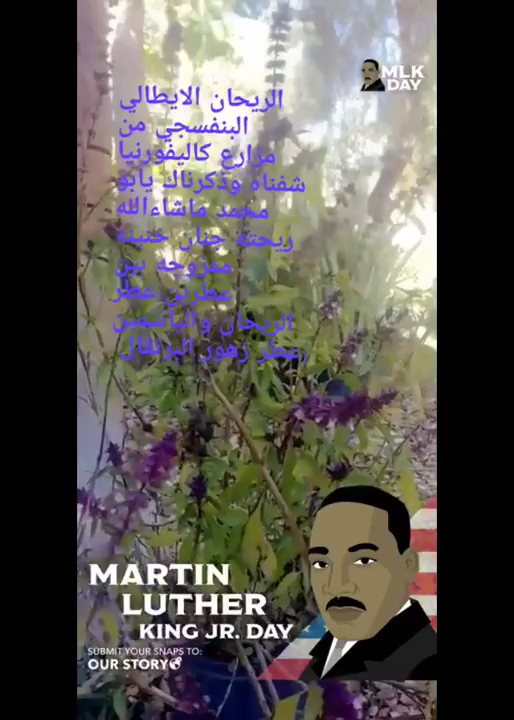 MLK
DAY
الريحان الايطالي
البنفسجي من
مزارع كاليفورنيا
شفناه وذكرناك يابو
محمد ماشاءالله
ريحته جنان
ممزوجه بين
عطرين عطر
الريحان والياسمين
عطر زهور البرتقال
MARTIN
LUTHER
KING JR. DAY
SUBMIT YOUR SNAPS TO:
OUR STORY